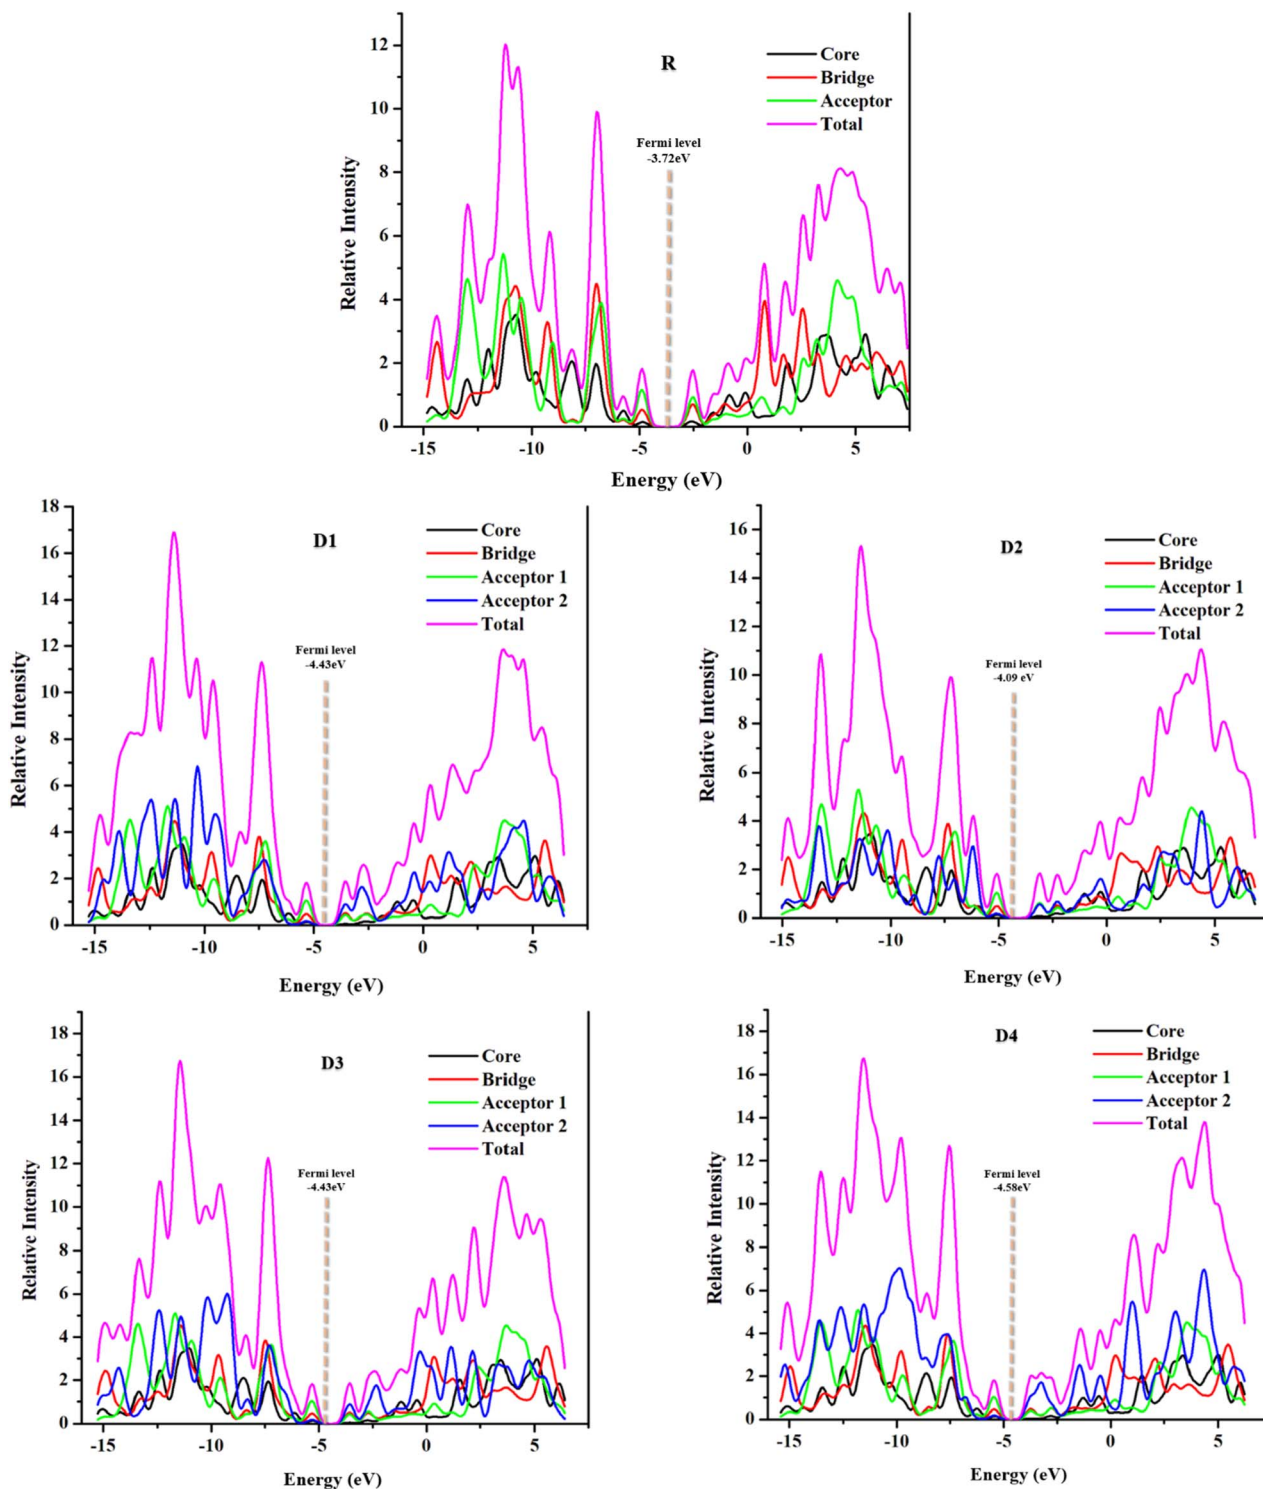 R
Core
Bridge
Acceptor
Total
Fermi level
-3.72eV
12
10
8
6
4
2
0
-15
-10
-5
0
5
Relative Intensity
Energy (eV)
D1
Core
Bridge
Acceptor 1
Acceptor 2
Total
Fermi level
-4.43eV
18
16
14
12
10
8
6
4
2
0
-15
-10
-5
0
5
Relative Intensity
Energy (eV)
D2
Core
Bridge
Acceptor 1
Acceptor 2
Total
Fermi level
-4.09 eV
16
14
12
10
8
6
4
2
0
-15
-10
-5
0
5
Relative Intensity
Energy (eV)
D3
Core
Bridge
Acceptor 1
Acceptor 2
Total
Fermi level
-4.43eV
18
16
14
12
10
8
6
4
2
0
-15
-10
-5
0
5
Relative Intensity
Energy (eV)
D4
Core
Bridge
Acceptor 1
Acceptor 2
Total
Fermi level
-4.58eV
18
16
14
12
10
8
6
4
2
0
-15
-10
-5
0
5
Relative Intensity
Energy (eV)